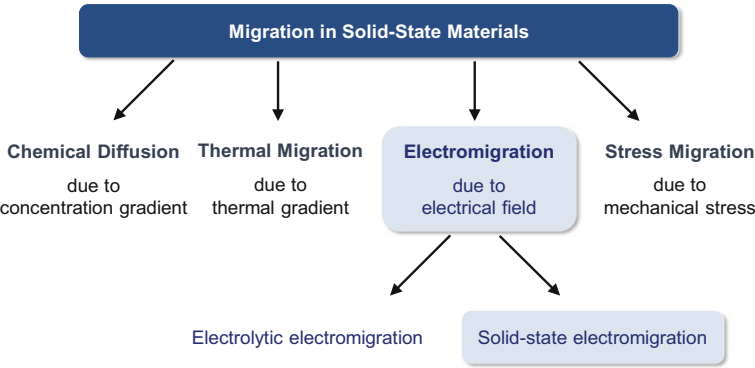 Migration in Solid-State Materials
Chemical Diffusion
due to
concentration gradient
Thermal Migration
due to
thermal gradient
Electromigration
due to
electrical field
Stress Migration
due to
mechanical stress
Electrolytic electromigration
Solid-state electromigration